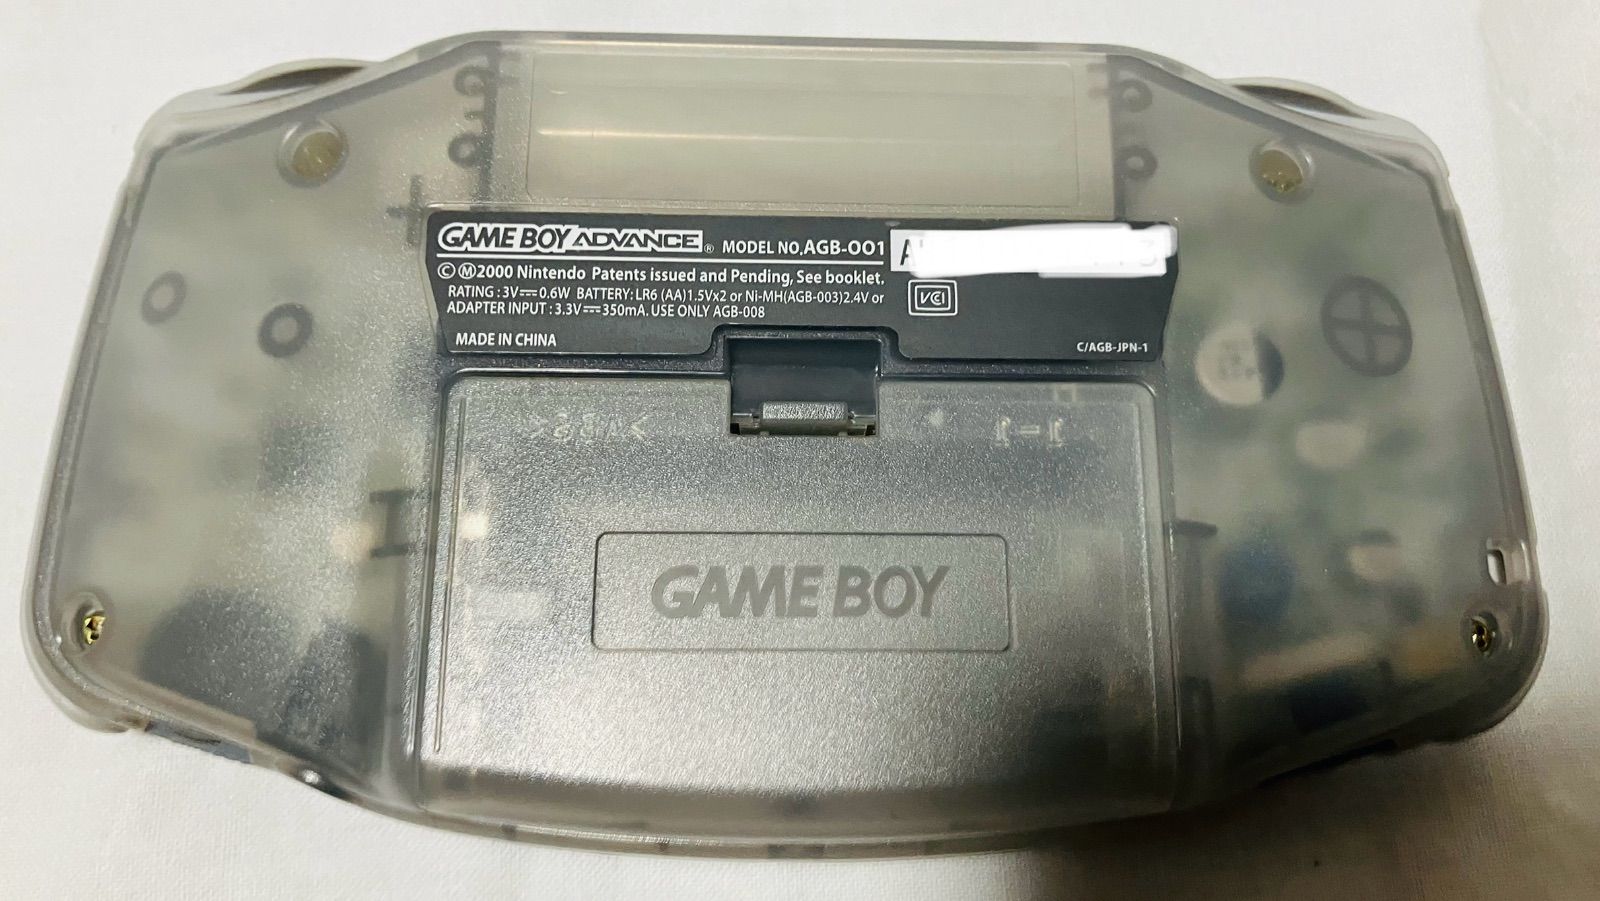 GAME BOY ADVANCE® MODEL NO.AGB-001
©Ⓜ2000 Nintendo Patents issued and Pending, See booklet.
RATING : 3V⎓0.6W BATTERY: LR6 (AA)1.5Vx2 or Ni-MH(AGB-003)2.4V or
ADAPTER INPUT : 3.3V⎓350mA. USE ONLY AGB-008
VCI
MADE IN CHINA
C/AGB-JPN-1
GAME BOY